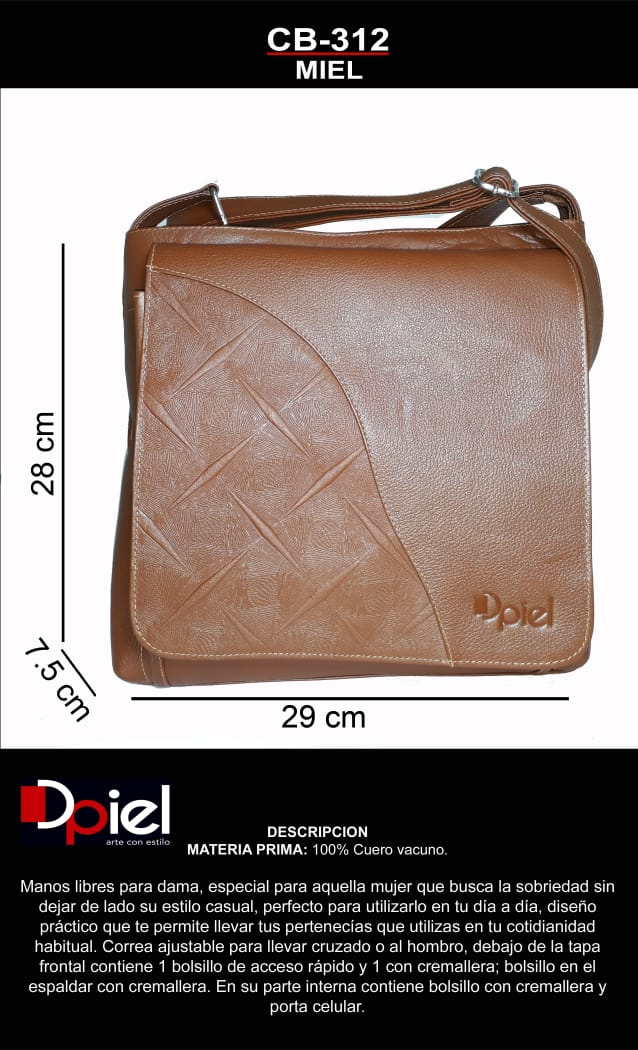 CB-312
MIEL
28 cm
7.5 cm
29 cm
Dpiel
Dpiel
arte con estilo
DESCRIPCION
MATERIA PRIMA: 100% Cuero vacuno.
Manos libres para dama, especial para aquella mujer que busca la sobriedad sin
dejar de lado su estilo casual, perfecto para utilizarlo en tu día a día, diseño
práctico que te permite llevar tus pertenecías que utilizas en tu cotidianidad
habitual. Correa ajustable para llevar cruzado o al hombro, debajo de la tapa
frontal contiene 1 bolsillo de acceso rápido y 1 con cremallera; bolsillo en el
espaldar con cremallera. En su parte interna contiene bolsillo con cremallera y
porta celular.